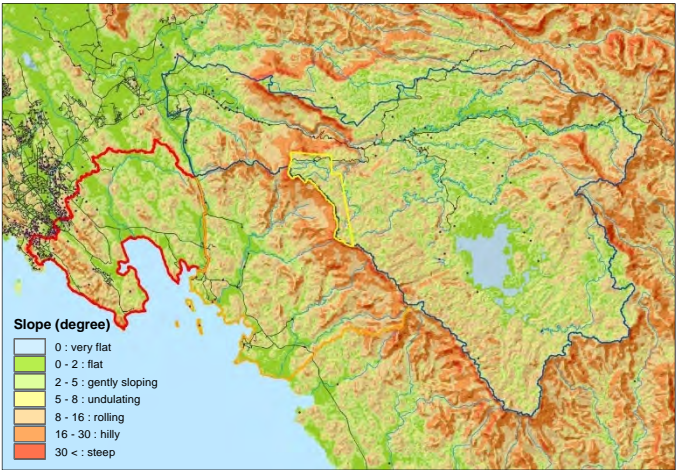 Slope (degree)
0 : very flat
0 - 2 : flat
2 - 5 : gently sloping
5 - 8 : undulating
8 - 16 : rolling
16 - 30 : hilly
30 < : steep